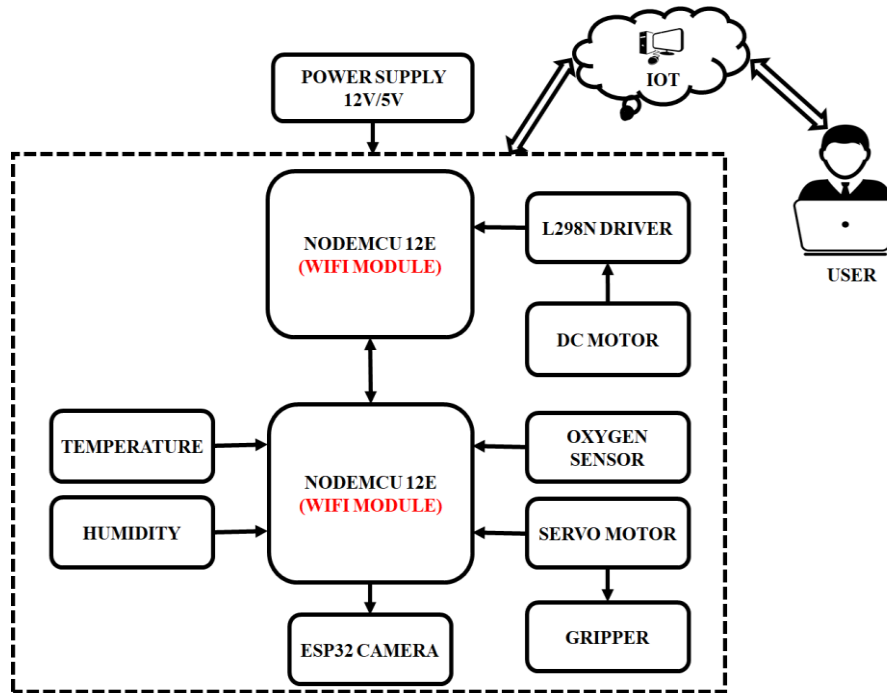 IOT
POWER SUPPLY
12V/5V
USER
NODEMCU 12E
(WIFI MODULE)
L298N DRIVER
DC MOTOR
TEMPERATURE
HUMIDITY
NODEMCU 12E
(WIFI MODULE)
OXYGEN
SENSOR
SERVO MOTOR
ESP32 CAMERA
GRIPPER